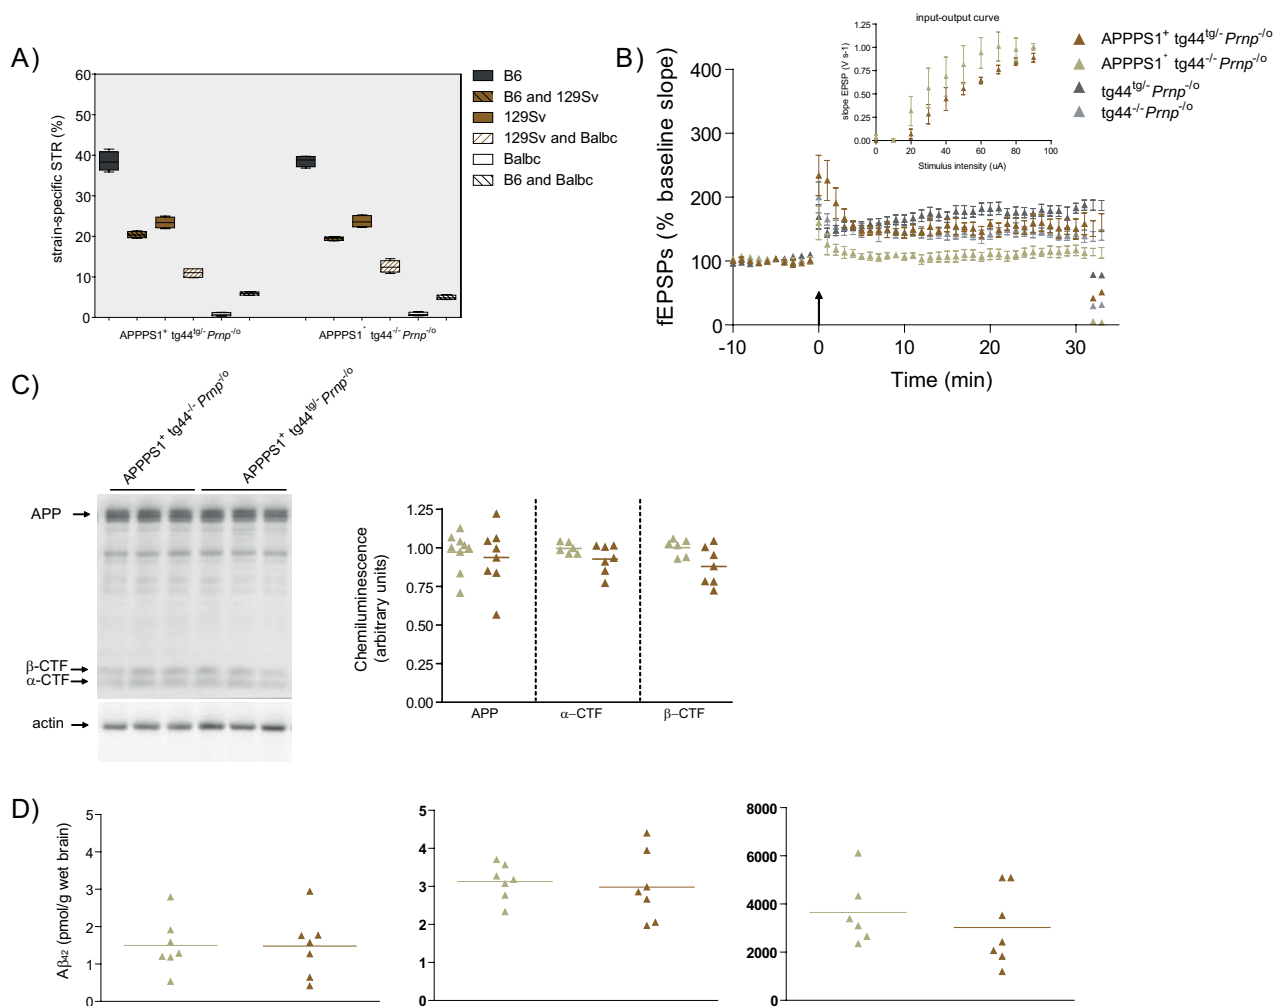 A)
60
50
40
30
20
10
0
strain-specific STR (%)
APPPS1+ tg44tg/- Prnp-/o
APPPS1+ tg44-/- Prnp-/o
B6
B6 and 129Sv
129Sv
129Sv and Balbc
Balbc
B6 and Balbc
B)
400
300
200
100
0
fEPSPs (% baseline slope)
-10
0
10
20
30
Time (min)
input-output curve
1.25
1.00
0.75
0.50
0.25
0.00
slope EPSP (V s-1)
0
20
40
60
80
100
Stimulus intensity (uA)
APPPS1+ tg44tg/- Prnp-/o
APPPS1+ tg44-/- Prnp-/o
tg44tg/- Prnp-/o
tg44-/- Prnp-/o
C)
APPPS1+ tg44-/- Prnp-/o
APPPS1+ tg44tg/- Prnp-/o
APP
β-CTF
α-CTF
actin
1.25
1.00
0.75
0.50
0.25
0.00
Chemiluminescence
(arbitrary units)
APP
α–CTF
β–CTF
D)
Aβ42 (pmol/g wet brain)
5
4
3
2
1
0
5
4
3
2
1
0
8000
6000
4000
2000
0